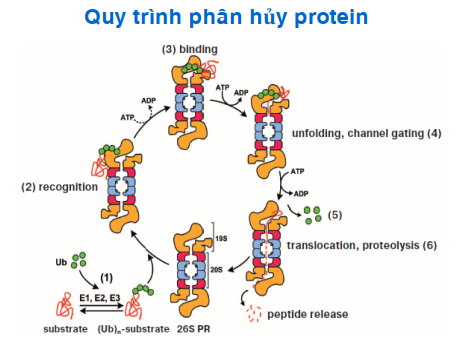 Quy trình phân hủy protein
(3) binding
ADP
ATP
ATP
ADP
unfolding, channel gating (4)
(2) recognition
ATP
ADP
(5)
19S
translocation, proteolysis (6)
20S
Ub
(1)
E1, E2, E3
peptide release
substrate (Ub)n-substrate 26S PR